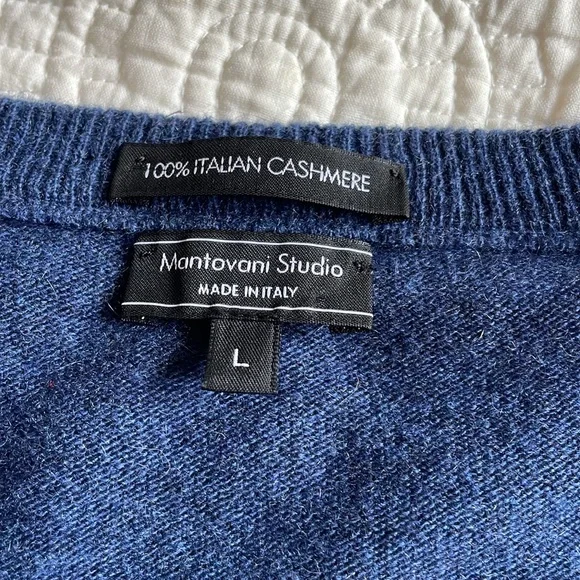 100% ITALIAN CASHMERE
Mantovani Studio
MADE IN ITALY
L